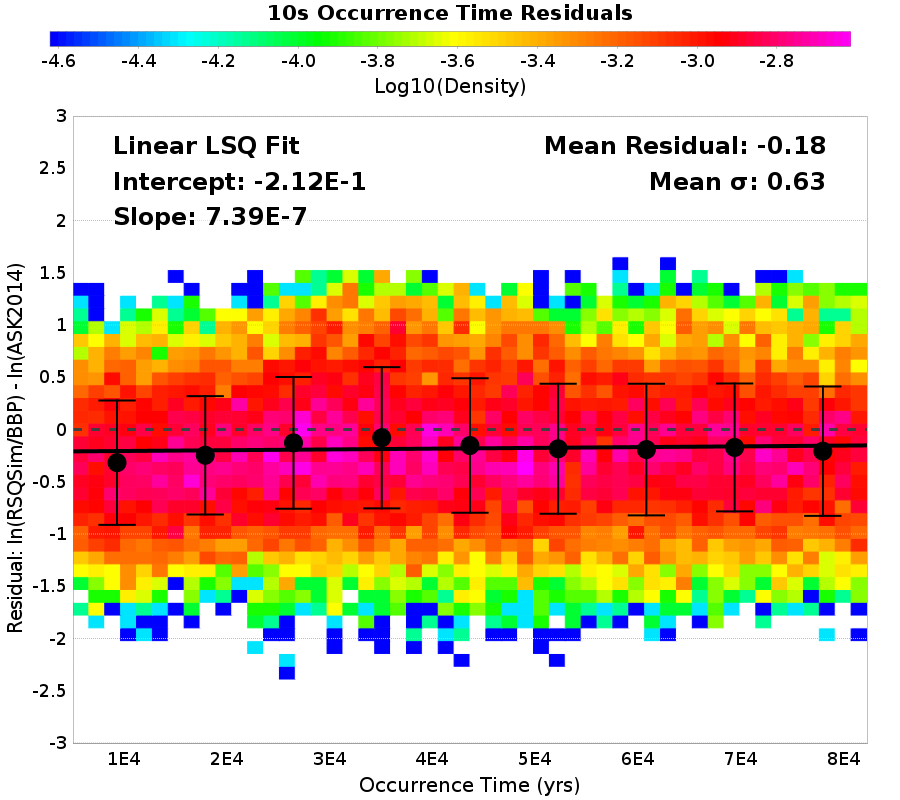 10s Occurrence Time Residuals
-4.6 -4.4 -4.2 -4.0 -3.8 -3.6 -3.4 -3.2 -3.0 -2.8
Log10(Density)
Linear LSQ Fit
Intercept: -2.12E-1
Slope: 7.39E-7
Mean Residual: -0.18
Mean σ: 0.63
Residual: ln(RSQSim/BBP) - ln(ASK2014)
3
2.5
2
1.5
1
0.5
0
-0.5
-1
-1.5
-2
-2.5
-3
1E4 2E4 3E4 4E4 5E4 6E4 7E4 8E4
Occurrence Time (yrs)